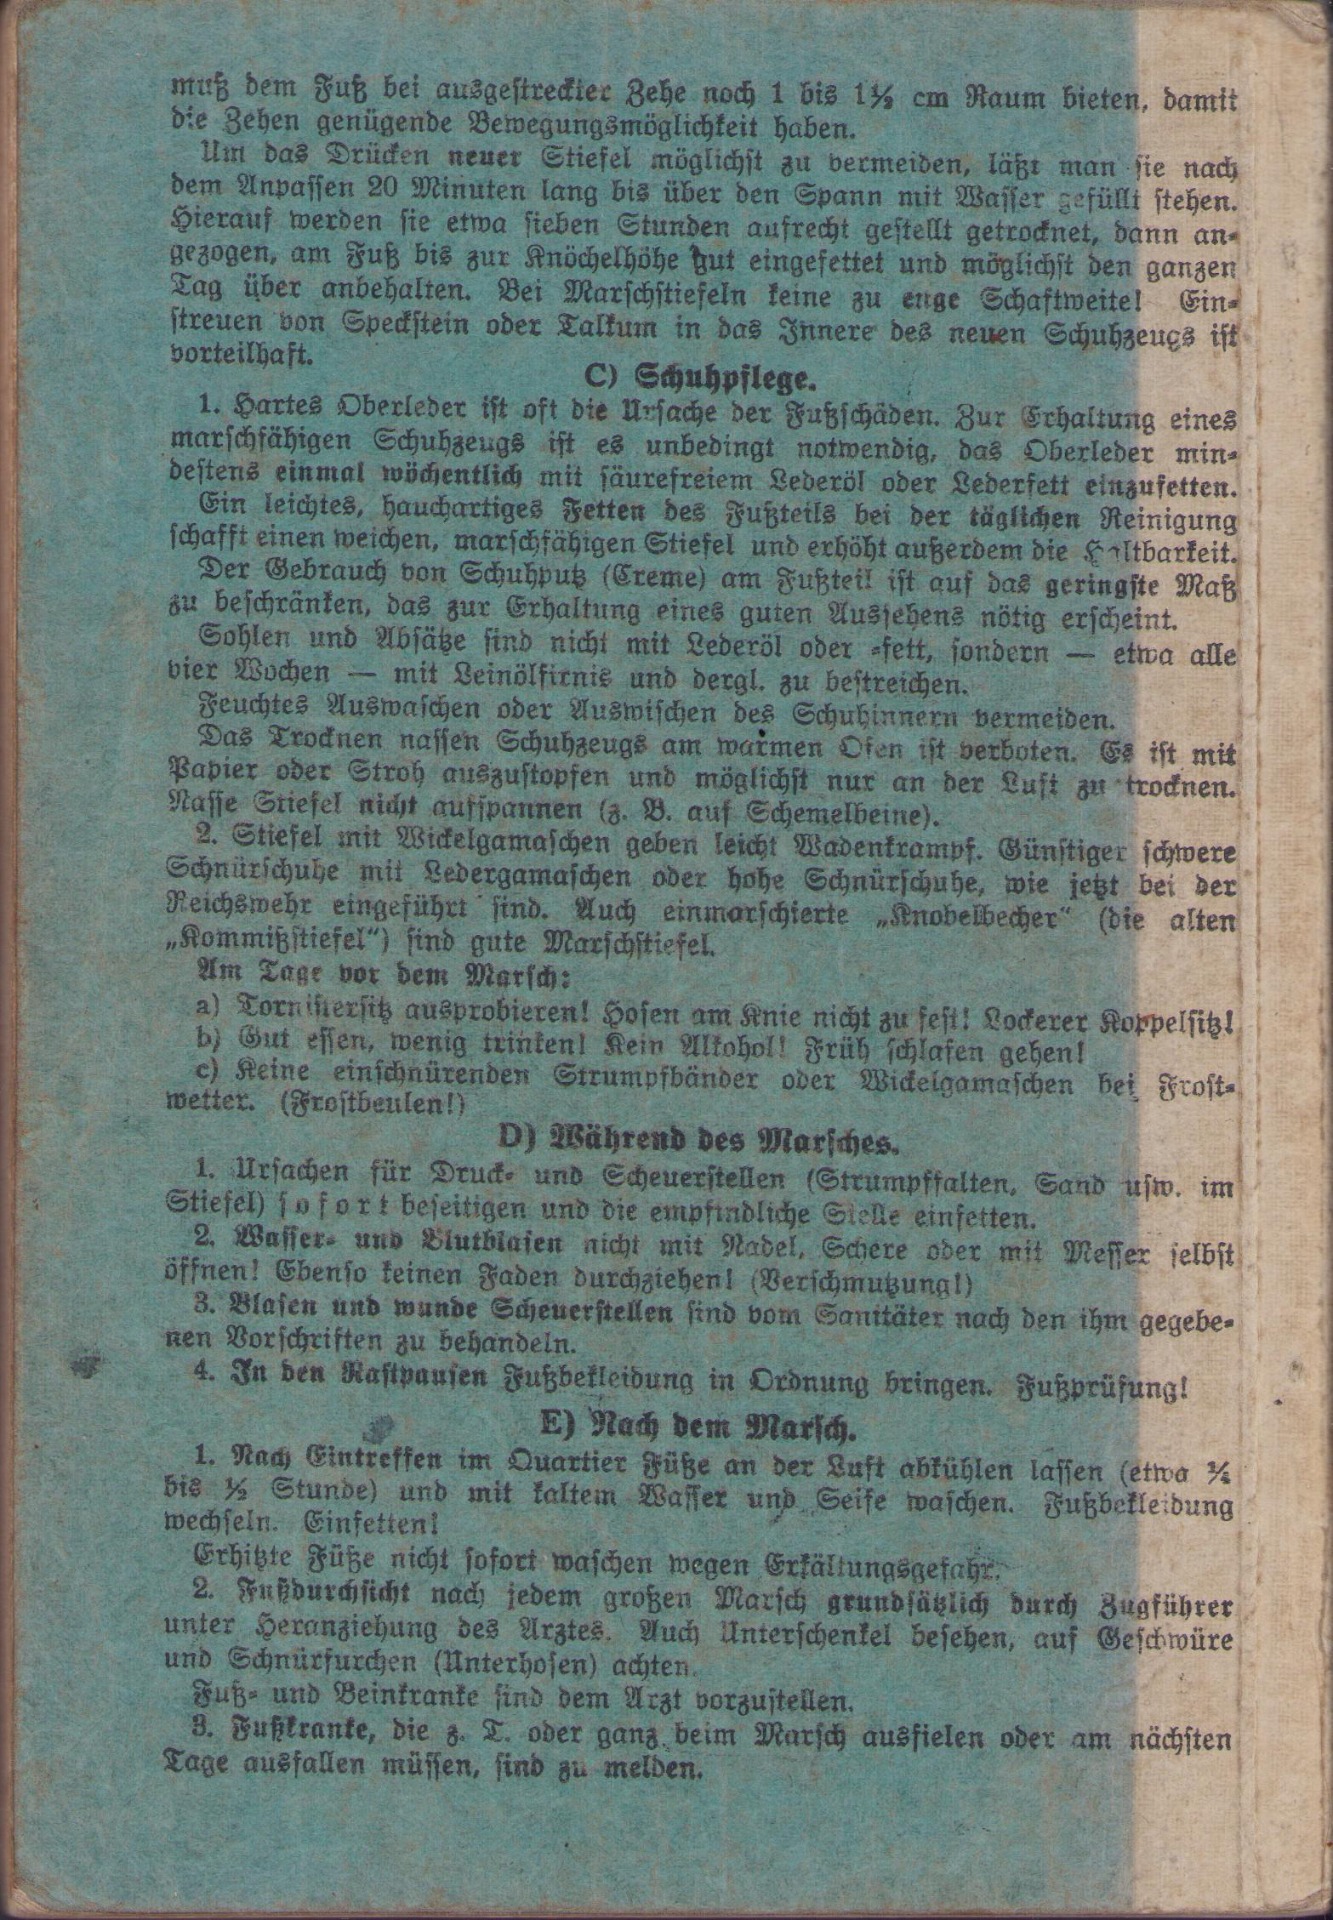 muß dem Fuß bei ausgestreckter Zehe noch 1 bis 1½ cm Raum bieten, damit
die Zehen genügende Bewegungsmöglichkeit haben.
Um das Drücken neuer Stiefel möglichst zu vermeiden, läßt man sie nach
dem Anpassen 20 Minuten lang bis über den Spann mit Wasser gefüllt stehen.
Hierauf werden sie etwa sieben Stunden aufrecht gestellt getrocknet, dann an-
gezogen, am Fuß bis zur Knöchelhöhe gut eingefettet und möglichst den ganzen
Tag über anbehalten. Bei Marschstiefeln keine zu enge Schaftweite! Ein-
streuen von Speckstein oder Talkum in das Innere des neuen Schuhzeugs ist
vorteilhaft.
C) Schuhpflege.
1. Hartes Oberleder ist oft die Ursache der Fußschäden. Zur Erhaltung eines
marschfähigen Schuhzeugs ist es unbedingt notwendig, das Oberleder min-
destens einmal wöchentlich mit säurefreiem Lederöl oder Lederfett einzufetten.
Ein leichtes, hauchartiges Fetten des Fußteils bei der täglichen Reinigung
schafft einen weichen, marschfähigen Stiefel und erhöht außerdem die Haltbarkeit.
Der Gebrauch von Schuhputz (Creme) am Fußteil ist auf das geringste Maß
zu beschränken, das zur Erhaltung eines guten Aussehens nötig erscheint.
Sohlen und Absätze sind nicht mit Lederöl oder -fett, sondern — etwa alle
vier Wochen — mit Leinölfirnis und dergl. zu bestreichen.
Feuchtes Auswaschen oder Auswischen des Schuhinnern vermeiden.
Das Trocknen nassen Schuhzeugs am warmen Ofen ist verboten. Es ist mit
Papier oder Stroh auszustopfen und möglichst nur an der Luft zu trocknen.
Nasse Stiefel nicht aufspannen (z. B. auf Schemelbeine).
2. Stiefel mit Wickelgamaschen geben leicht Wadenkrampf. Günstiger schwere
Schnürschuhe mit Ledergamaschen oder hohe Schnürschuhe, wie jetzt bei der
Reichswehr eingeführt sind. Auch einmarschierte „Knobelbecher“ (die alten
„Kommißstiefel“) sind gute Marschstiefel.
Am Tage vor dem Marsch:
a) Tornistersitz ausprobieren! Hosen am Knie nicht zu fest! Lockerer Koppelsitz!
b) Gut essen, wenig trinken! Kein Alkohol! Früh schlafen gehen!
c) Keine einschnürenden Strumpfbänder oder Wickelgamaschen bei Frost-
wetter. (Frostbeulen!)
D) Während des Marsches.
1. Ursachen für Druck- und Scheuerstellen (Strumpffalten, Sand usw. im
Stiefel) sofort beseitigen und die empfindliche Stelle einfetten.
2. Wasser- und Blutblasen nicht mit Nadel, Schere oder mit Messer selbst
öffnen! Ebenso keinen Faden durchziehen! (Verschmutzung!)
3. Blasen und wunde Scheuerstellen sind vom Sanitäter nach den ihm gegebe-
nen Vorschriften zu behandeln.
4. In den Rastpausen Fußbekleidung in Ordnung bringen. Fußprüfung!
E) Nach dem Marsch.
1. Nach Eintreffen im Quartier Füße an der Luft abkühlen lassen (etwa ¼
bis ½ Stunde) und mit kaltem Wasser und Seife waschen. Fußbekleidung
wechseln. Einfetten!
Erhitzte Füße nicht sofort waschen wegen Erkältungsgefahr.
2. Fußdurchsicht nach jedem großen Marsch grundsätzlich durch Zugführer
unter Heranziehung des Arztes. Auch Unterschenkel besehen, auf Geschwüre
und Schnürfurchen (Unterhosen) achten.
Fuß- und Beinkranke sind dem Arzt vorzustellen.
3. Fußkranke, die z. T. oder ganz beim Marsch ausfielen oder am nächsten
Tage ausfallen müssen, sind zu melden.